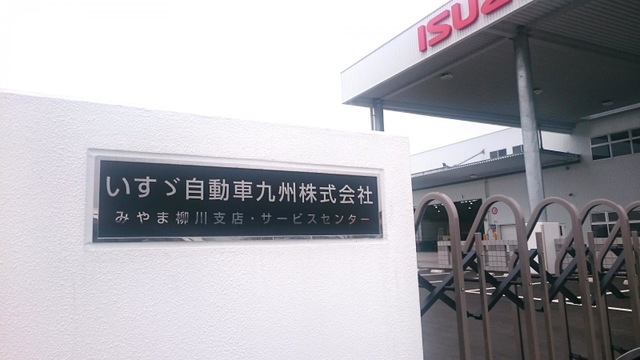 ISUZ
いすゞ自動車九州株式会社
みやま柳川支店・サービスセンター